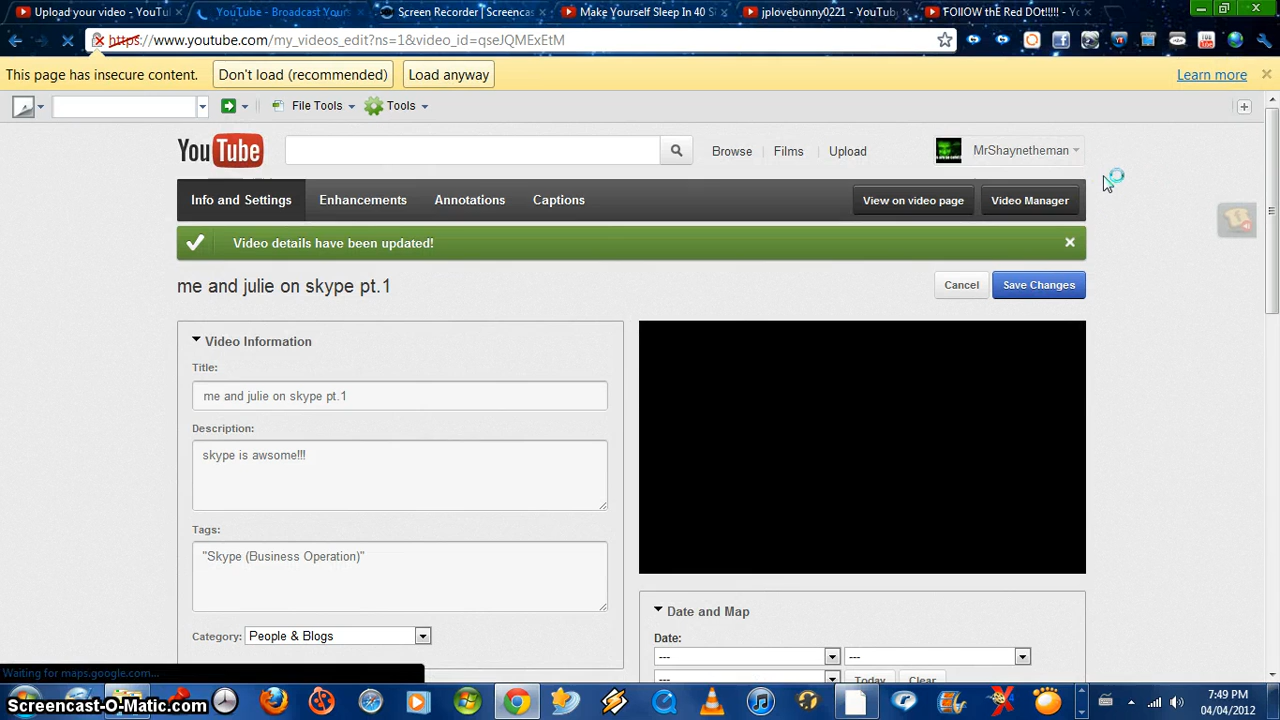 Upload your video - YouTu
YouTube - Broadcast Yours
Screen Recorder | Screencas
Make Yourself Sleep In 40 S
jplovebunny0221 - YouTub
FOllOW thE Red DOt!!!!! - Yo
https://www.youtube.com/my_videos_edit?ns=1&video_id=qseJQMExEtM
This page has insecure content.
Don't load (recommended)
Load anyway
Learn more
File Tools
Tools
YouTube
Browse
Films
Upload
MrShaynetheman
Info and Settings
Enhancements
Annotations
Captions
View on video page
Video Manager
Video details have been updated!
me and julie on skype pt.1
Cancel
Save Changes
Video Information
Title:
me and julie on skype pt.1
Description:
skype is awsome!!!
Tags:
"Skype (Business Operation)"
Category:
People & Blogs
Date and Map
Date:
---
---
---
Today
Clear
Waiting for maps.google.com...
Screencast-O-Matic.com
7:49 PM
04/04/2012